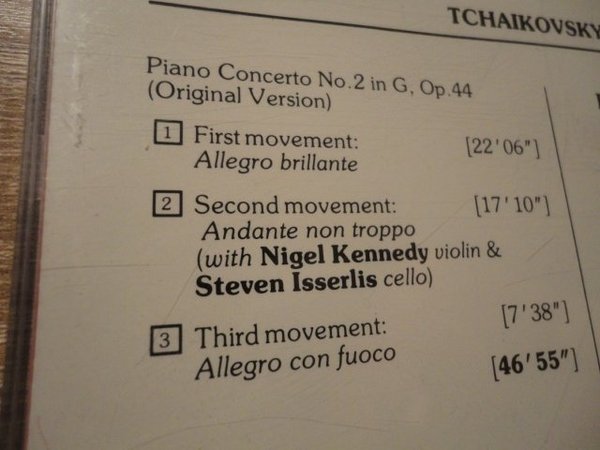 TCHAIKOVSKY
Piano Concerto No.2 in G, Op.44
(Original Version)
1 First movement: [22'06"]
Allegro brillante
2 Second movement: [17'10"]
Andante non troppo
(with Nigel Kennedy violin &
Steven Isserlis cello)
3 Third movement: [7'38"]
Allegro con fuoco [46'55"]